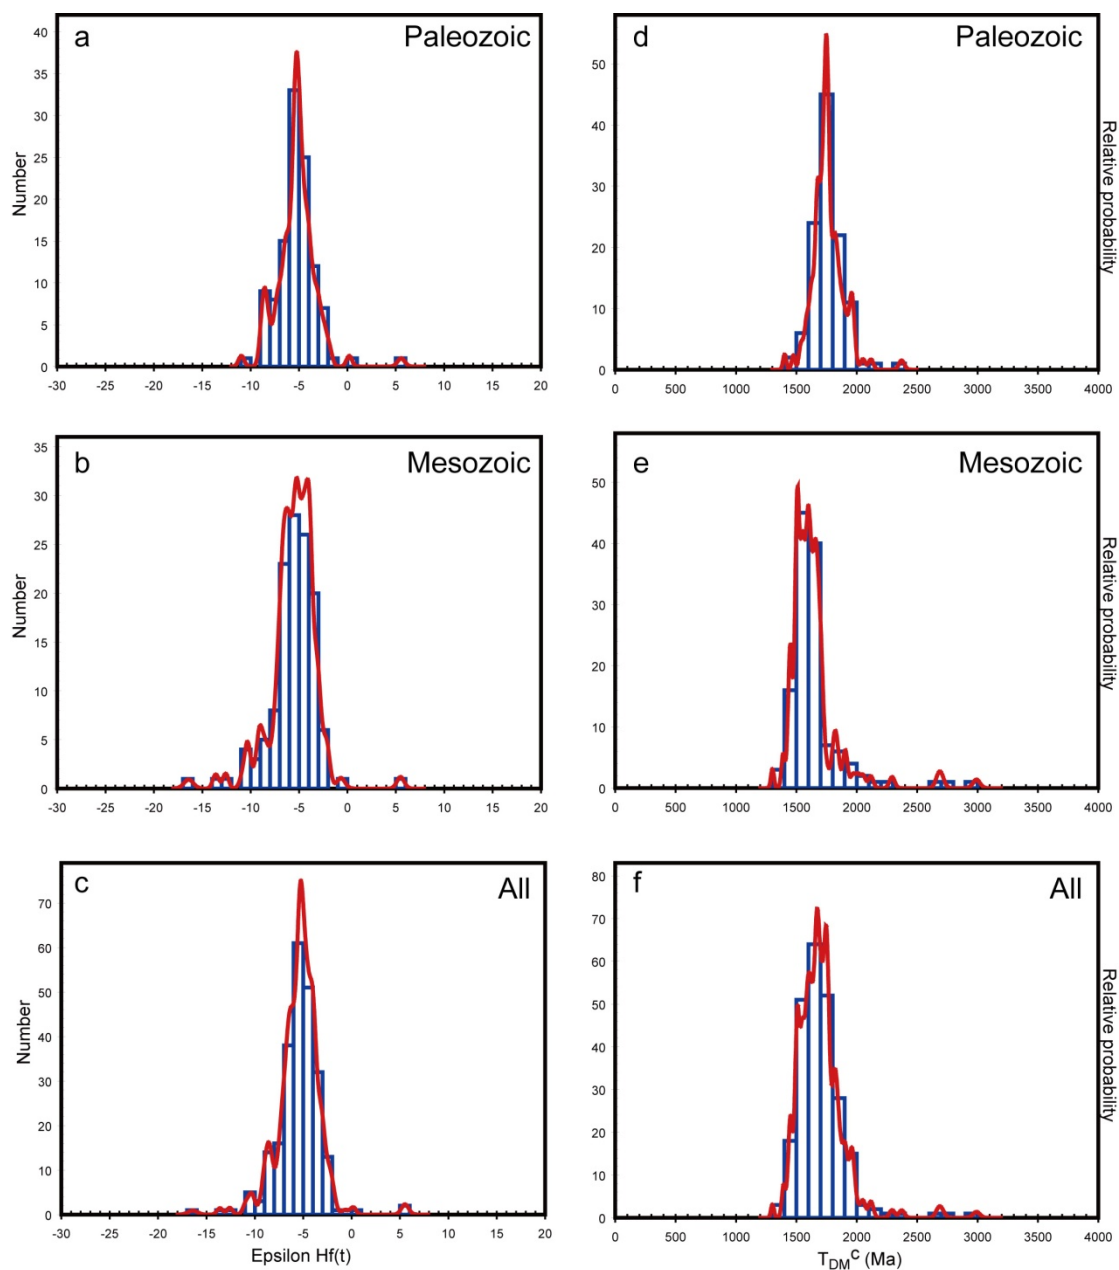 a Paleozoic
40
35
30
25
20
15
10
5
0
Number
-30 -25 -20 -15 -10 -5 0 5 10 15 20
d Paleozoic
50
40
30
20
10
0
Relative probability
0 500 1000 1500 2000 2500 3000 3500 4000
b Mesozoic
35
30
25
20
15
10
5
0
Number
-30 -25 -20 -15 -10 -5 0 5 10 15 20
e Mesozoic
50
40
30
20
10
0
Relative probability
0 500 1000 1500 2000 2500 3000 3500 4000
c All
70
60
50
40
30
20
10
0
Number
-30 -25 -20 -15 -10 -5 0 5 10 15 20
Epsilon Hf(t)
f All
80
70
60
50
40
30
20
10
0
Relative probability
0 500 1000 1500 2000 2500 3000 3500 4000
TDMC (Ma)